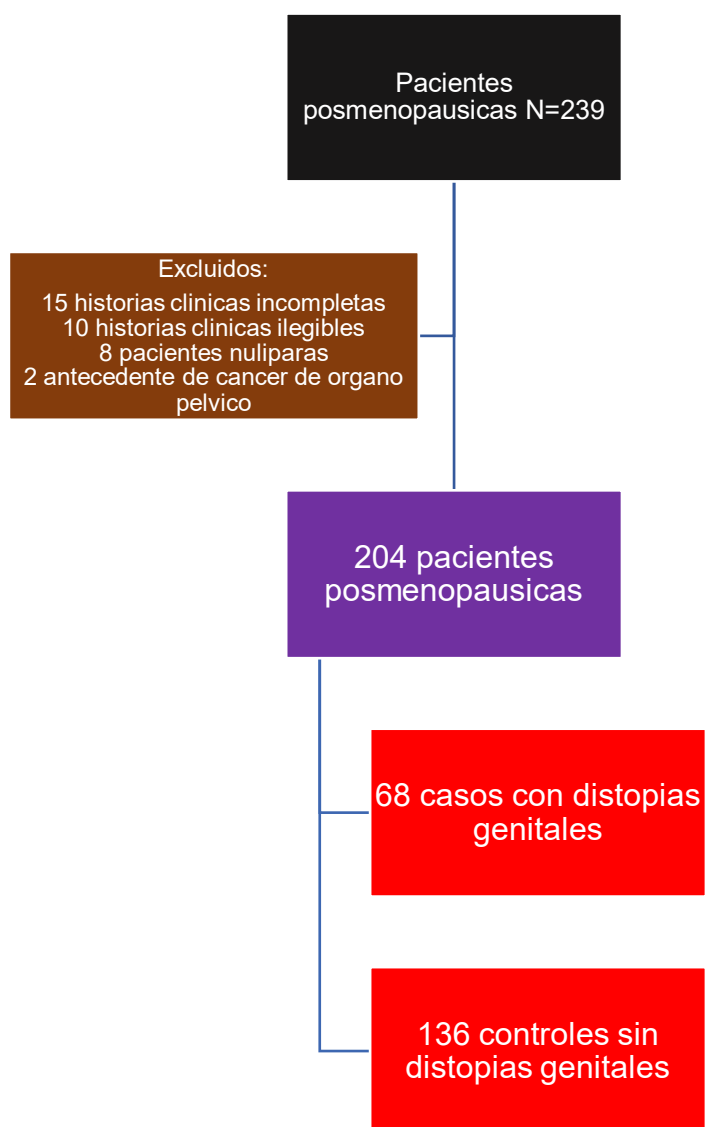 Pacientes
posmenopausicas N=239
Excluidos:
15 historias clinicas incompletas
10 historias clinicas ilegibles
8 pacientes nuliparas
2 antecedente de cancer de organo
pelvico
204 pacientes
posmenopausicas
68 casos con distopias
genitales
136 controles sin
distopias genitales